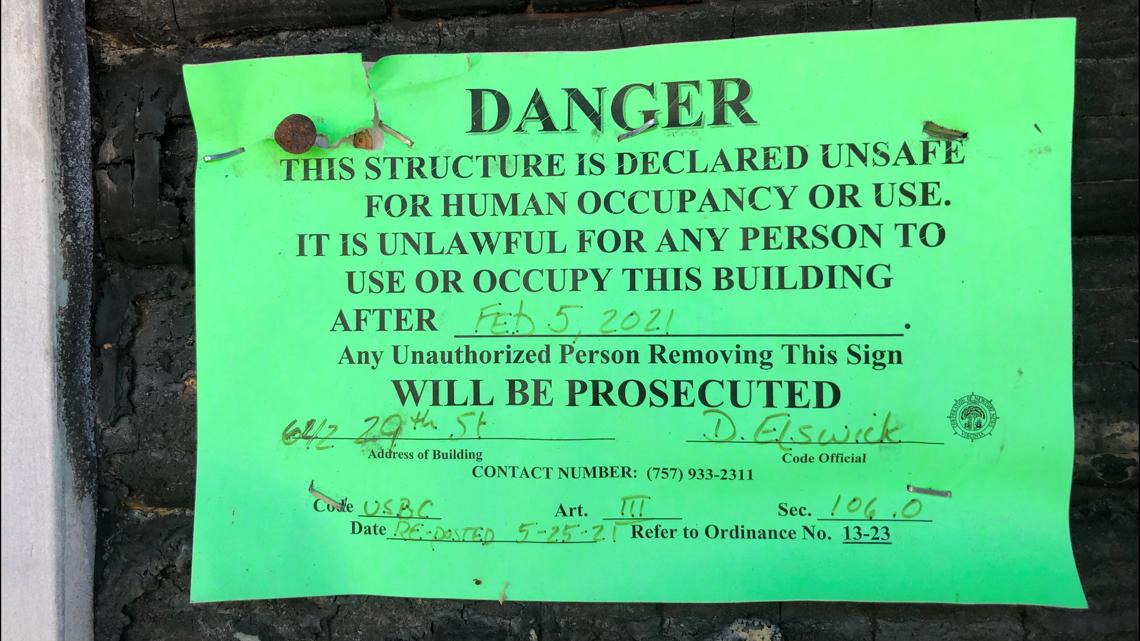 DANGER
THIS STRUCTURE IS DECLARED UNSAFE
FOR HUMAN OCCUPANCY OR USE.
IT IS UNLAWFUL FOR ANY PERSON TO
USE OR OCCUPY THIS BUILDING
AFTER Feb 5, 2021.
Any Unauthorized Person Removing This Sign
WILL BE PROSECUTED
29th St D. Elswick
Address of Building Code Official
CONTACT NUMBER: (757) 933-2311
Code USBC Art. III Sec. 106.0
Date RE-POSTED 5-25-21 Refer to Ordinance No. 13-23